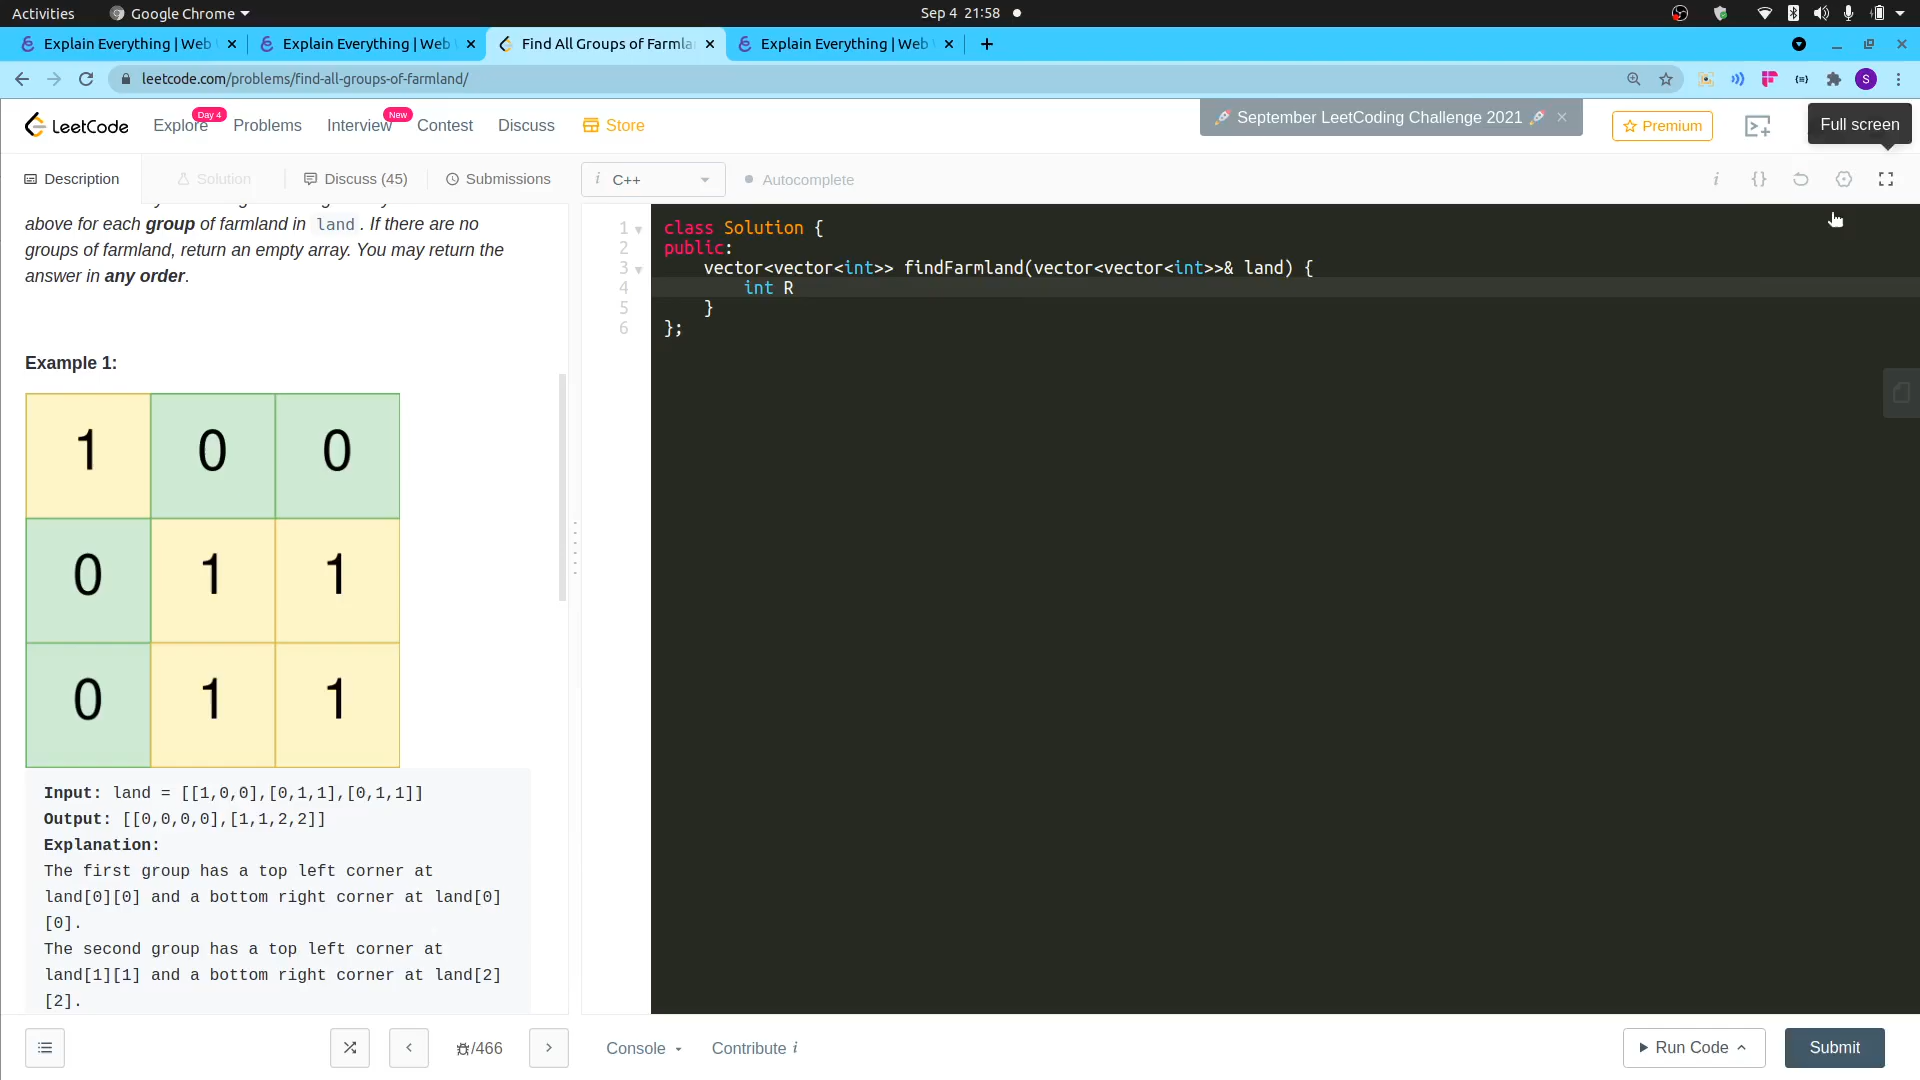 Activities
Google Chrome
Sep 4 21:58
Explain Everything | Web
Explain Everything | Web
Find All Groups of Farmla
Explain Everything | Web
leetcode.com/problems/find-all-groups-of-farmland/
S
LeetCode
Explore
Day 4
Problems
Interview
New
Contest
Discuss
Store
September LeetCoding Challenge 2021
Premium
Full screen
Description
Solution
Discuss (45)
Submissions
i C++
Autocomplete
i
{}
above for each group of farmland in land . If there are no
groups of farmland, return an empty array. You may return the
answer in any order.
Example 1:
1 0 0
0 1 1
0 1 1
Input: land = [[1,0,0],[0,1,1],[0,1,1]]
Output: [[0,0,0,0],[1,1,2,2]]
Explanation:
The first group has a top left corner at
land[0][0] and a bottom right corner at land[0]
[0].
The second group has a top left corner at
land[1][1] and a bottom right corner at land[2]
[2].
1 class Solution {
2 public:
3 vector<vector<int>> findFarmland(vector<vector<int>>& land) {
4 int R
5 }
6 };
/466
Console
Contribute i
Run Code
Submit